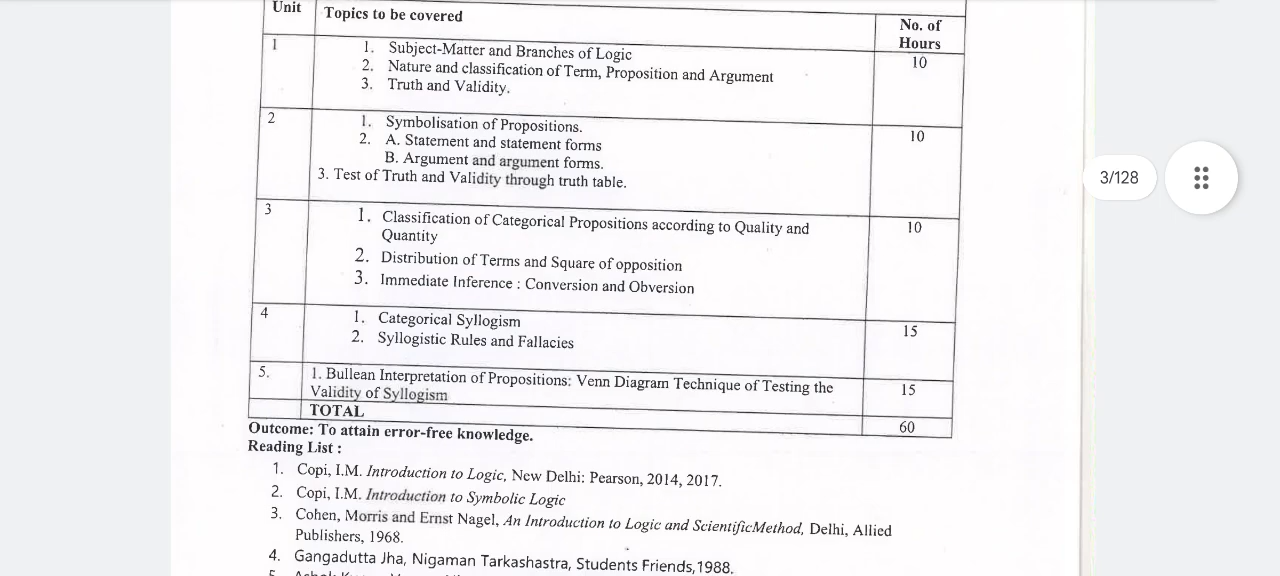 Unit Topics to be covered No. of
Hours
1 1. Subject-Matter and Branches of Logic 10
2. Nature and classification of Term, Proposition and Argument
3. Truth and Validity.
2 1. Symbolisation of Propositions. 10
2. A. Statement and statement forms
B. Argument and argument forms.
3. Test of Truth and Validity through truth table.
3 1. Classification of Categorical Propositions according to Quality and 10
Quantity
2. Distribution of Terms and Square of opposition
3. Immediate Inference : Conversion and Obversion
4 1. Categorical Syllogism 15
2. Syllogistic Rules and Fallacies
5. 1. Bullean Interpretation of Propositions: Venn Diagram Technique of Testing the 15
Validity of Syllogism
TOTAL 60
Outcome: To attain error-free knowledge.
Reading List :
1. Copi, I.M. Introduction to Logic, New Delhi: Pearson, 2014, 2017.
2. Copi, I.M. Introduction to Symbolic Logic
3. Cohen, Morris and Ernst Nagel, An Introduction to Logic and ScientificMethod, Delhi, Allied
Publishers, 1968.
4. Gangadutta Jha, Nigaman Tarkashastra, Students Friends,1988.
3/128